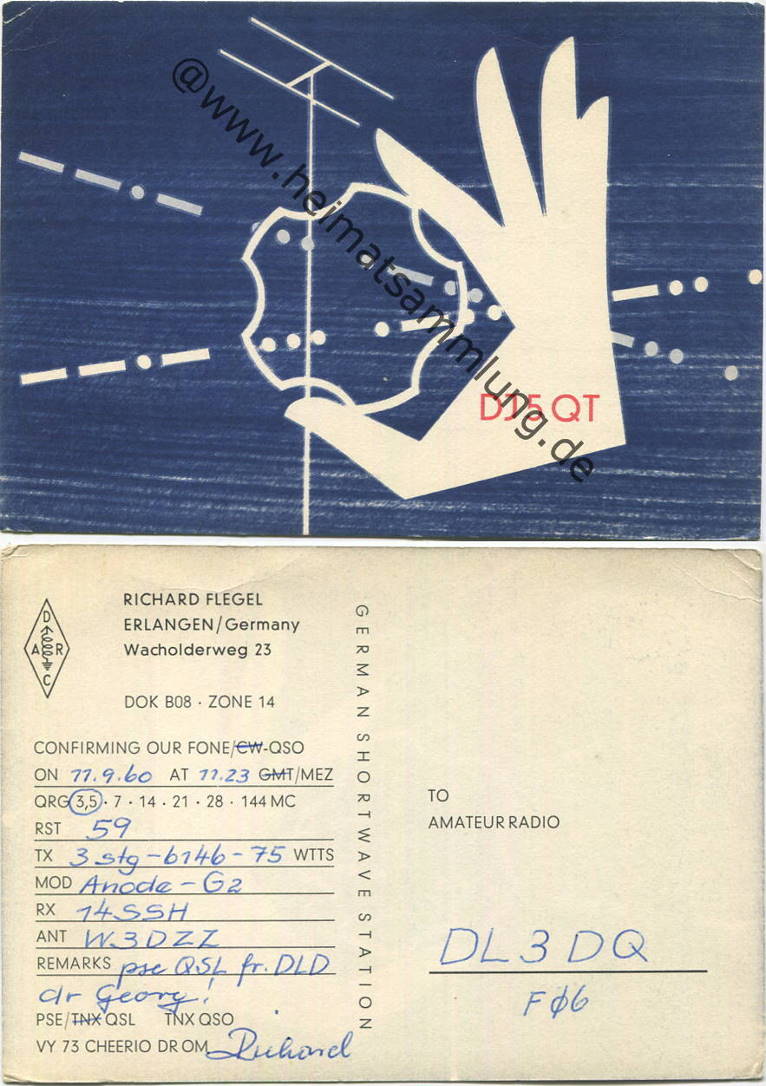 @www.heimatsammlung.de
DJ5QT
D
A R
C
RICHARD FLEGEL
ERLANGEN/Germany
Wacholderweg 23
DOK B08 · ZONE 14
CONFIRMING OUR FONE/CW-QSO
ON 11.9.60 AT 11.23 GMT/MEZ
QRG 3,5 · 7 · 14 · 21 · 28 · 144 MC
RST 59
TX 3 stg-6146-75 WTTS
MOD Anode-G2
RX 14SSH
ANT W3DZZ
REMARKS pse QSL fr. DLD
dr Georg!
PSE/TNX QSL TNX QSO
VY 73 CHEERIO DR OM Richard
GERMAN SHORTWAVE STATION
TO
AMATEUR RADIO
DL3DQ
FØ6